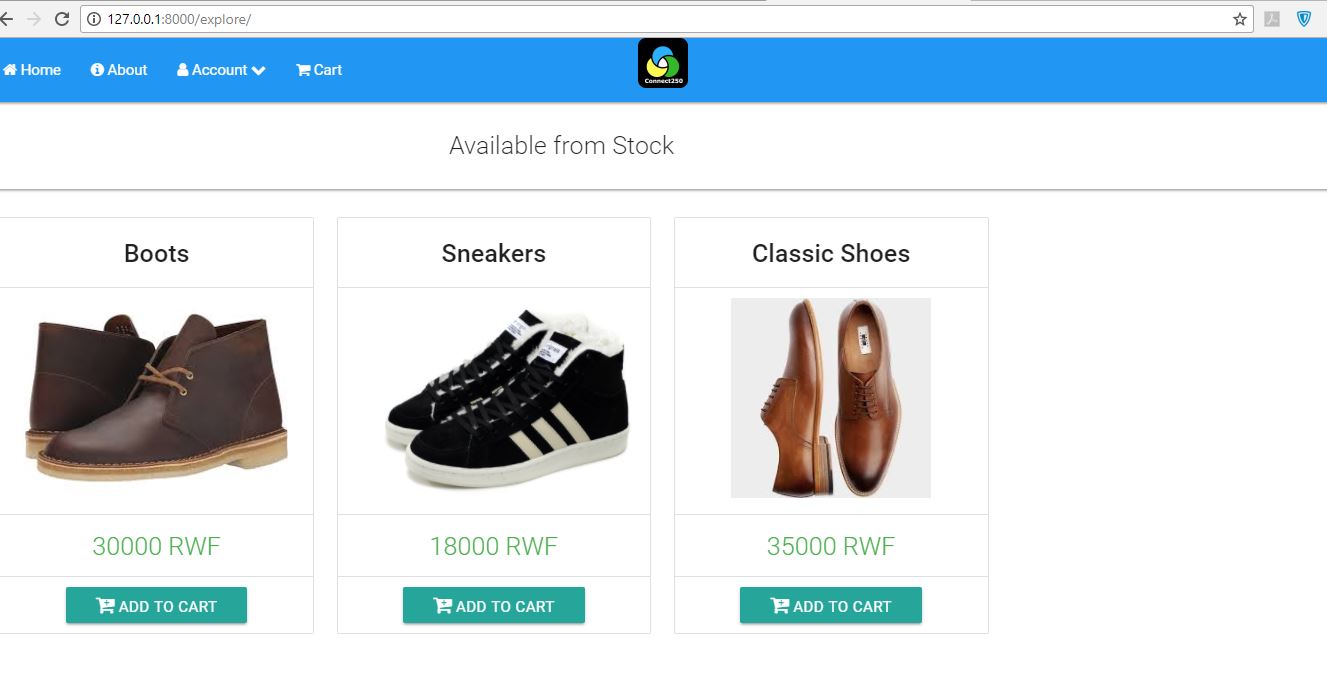 127.0.0.1:8000/explore/
Home About Account Cart
Connect250
Available from Stock
Boots Sneakers Classic Shoes
30000 RWF 18000 RWF 35000 RWF
ADD TO CART ADD TO CART ADD TO CART